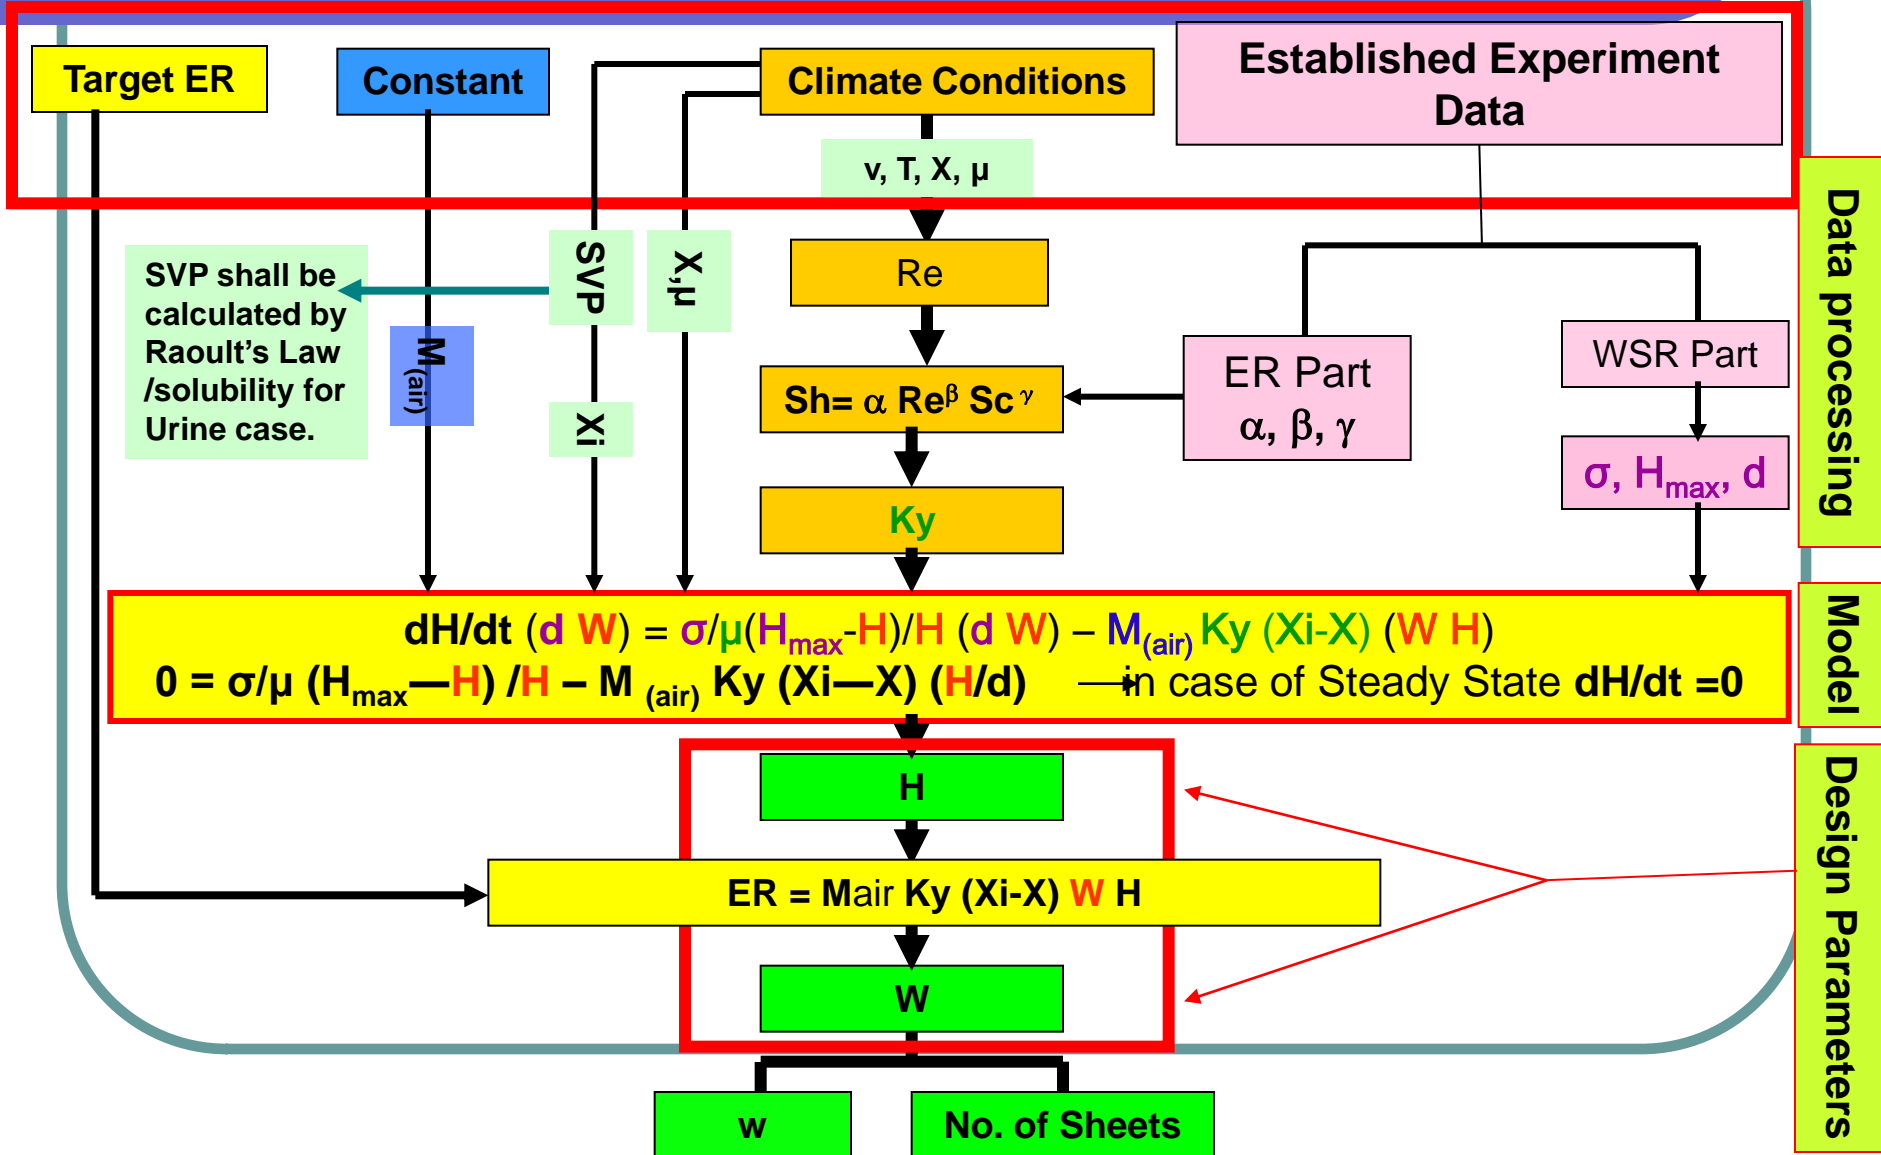 Target ER
Constant
Climate Conditions
Established Experiment
Data
v, T, X, μ
SVP
X,μ
Re
SVP shall be
calculated by
Raoult's Law
/solubility for
Urine case.
M(air)
Xi
Sh= α Re^β Sc^γ
ER Part
α, β, γ
WSR Part
σ, Hmax, d
Ky
Data processing
dH/dt (d W) = σ/μ(Hmax-H)/H (d W) – M(air) Ky (Xi-X) (W H)
0 = σ/μ (Hmax—H) /H – M (air) Ky (Xi—X) (H/d) in case of Steady State dH/dt =0
Model
H
ER = Mair Ky (Xi-X) W H
W
Design Parameters
w
No. of Sheets